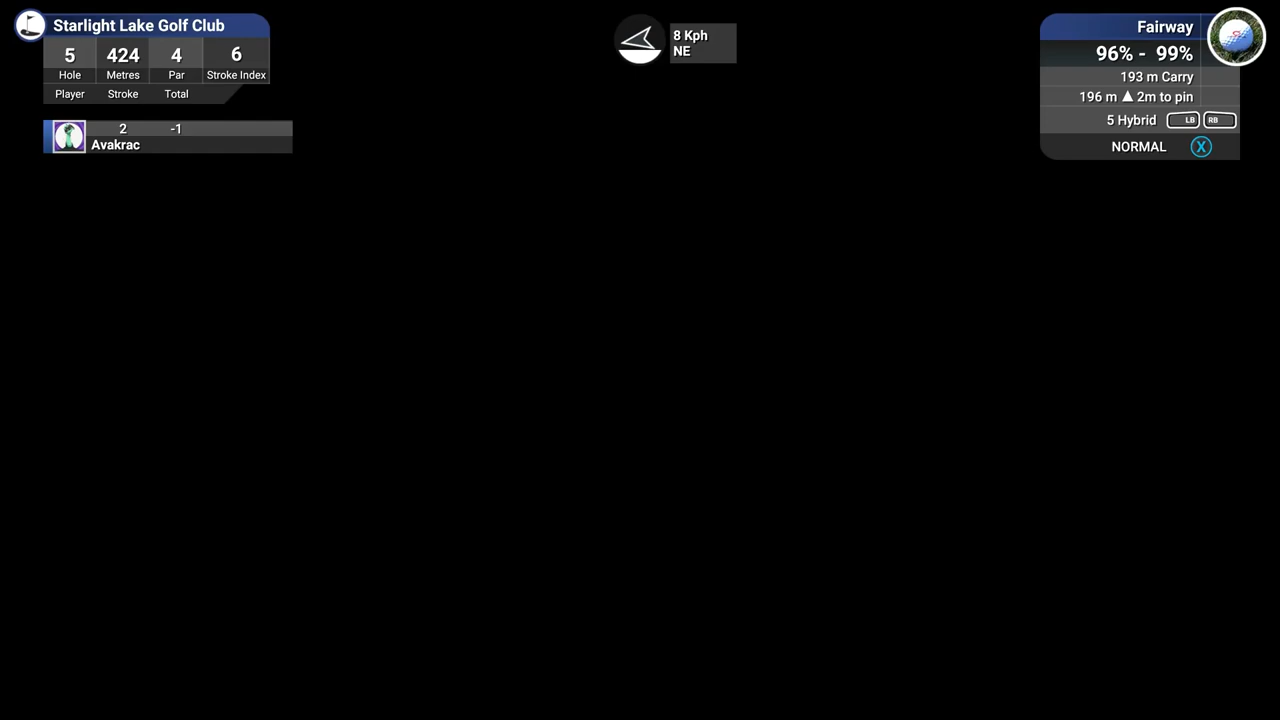 Starlight Lake Golf Club
5 424 4 6
Hole Metres Par Stroke Index
Player Stroke Total
2 -1
Avakrac
8 Kph
NE
Fairway
96% - 99%
193 m Carry
196 m ▲ 2m to pin
5 Hybrid LB RB
NORMAL X